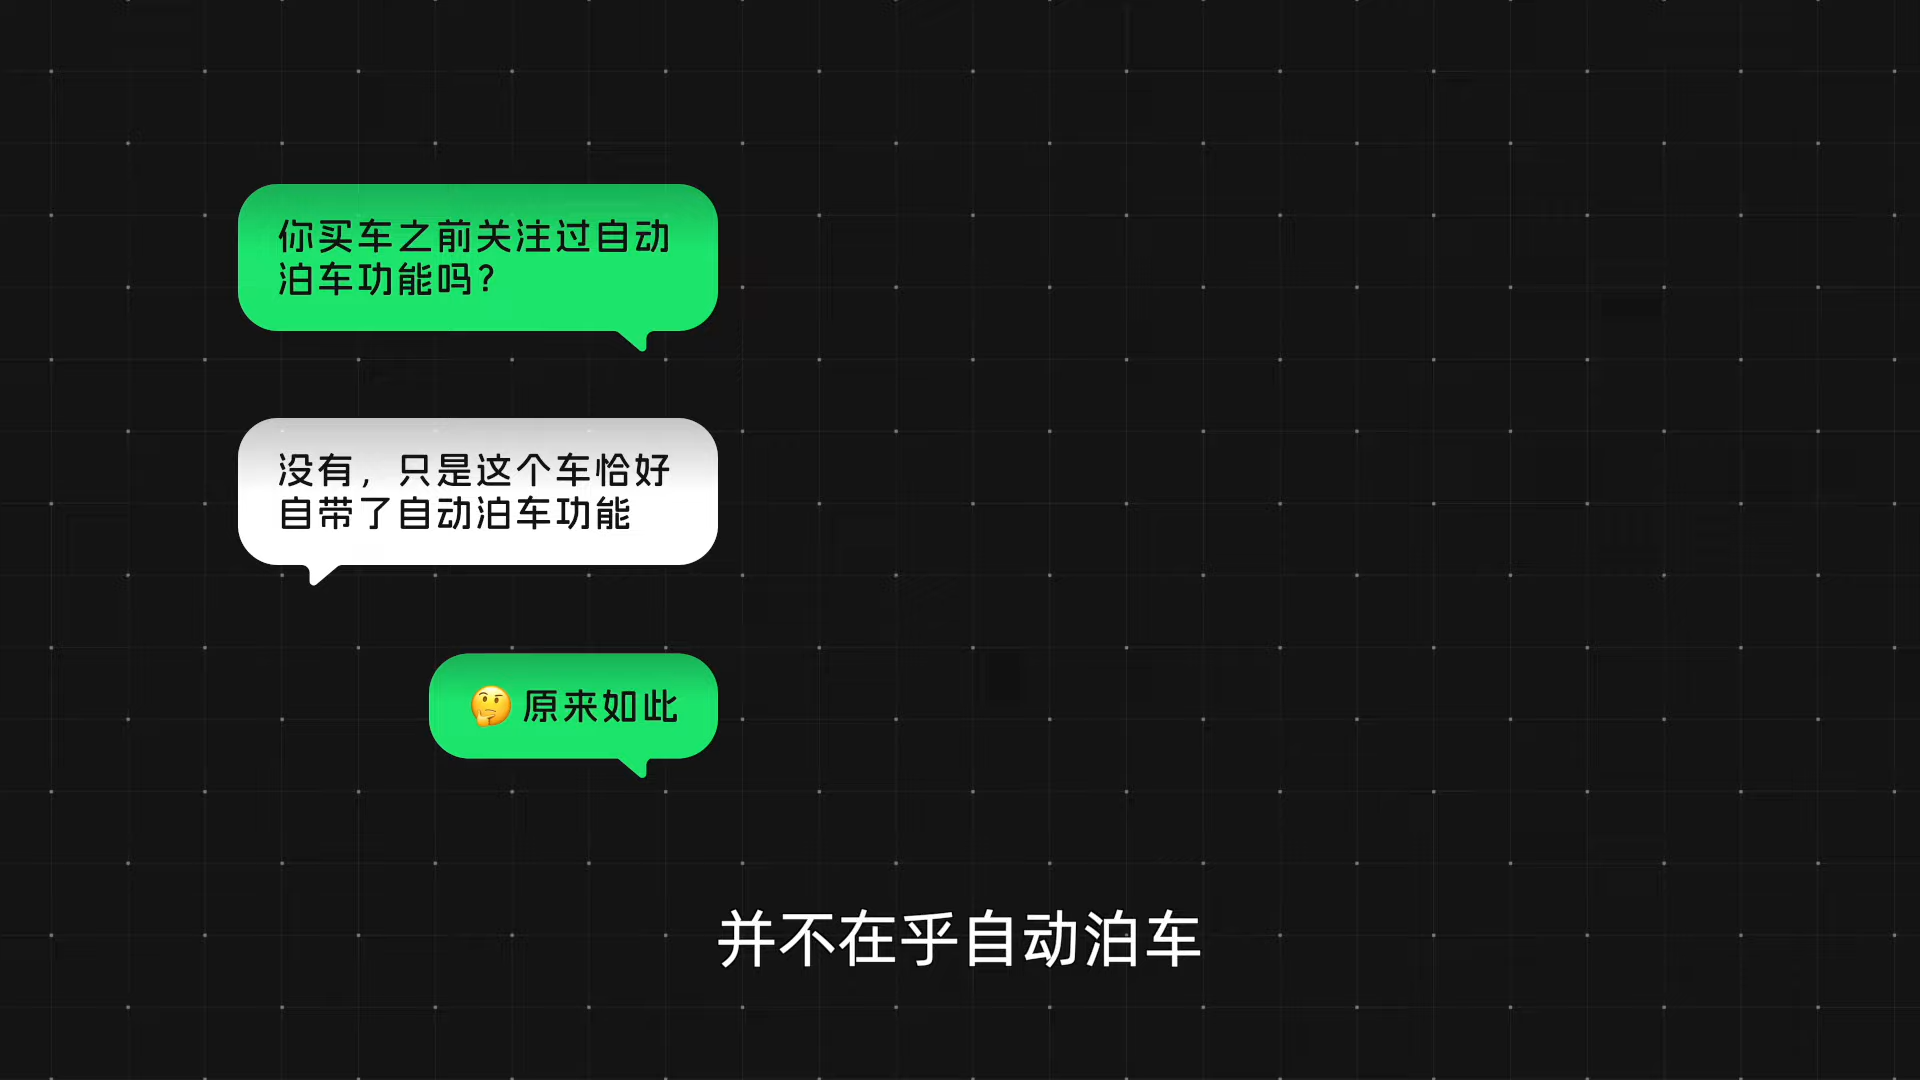 你买车之前关注过自动
泊车功能吗？
没有，只是这个车恰好
自带了自动泊车功能
🤔 原来如此
并不在乎自动泊车